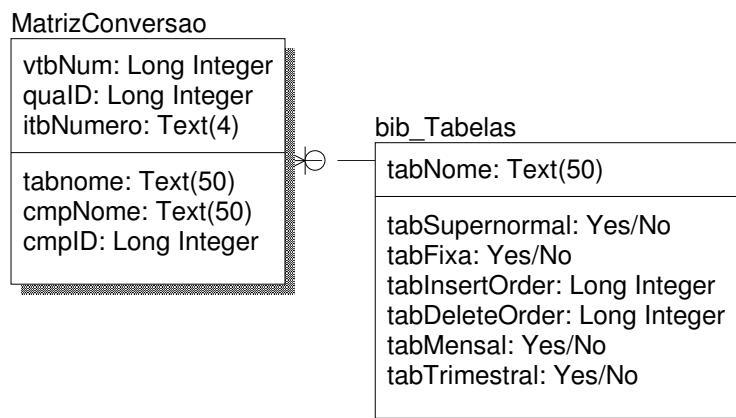 MatrizConversao
vtbNum: Long Integer
quaID: Long Integer
itbNumero: Text(4)
tabnome: Text(50)
cmpNome: Text(50)
cmpID: Long Integer
bib_Tabelas
tabNome: Text(50)
tabSupernormal: Yes/No
tabFixa: Yes/No
tabInsertOrder: Long Integer
tabDeleteOrder: Long Integer
tabMensal: Yes/No
tabTrimestral: Yes/No